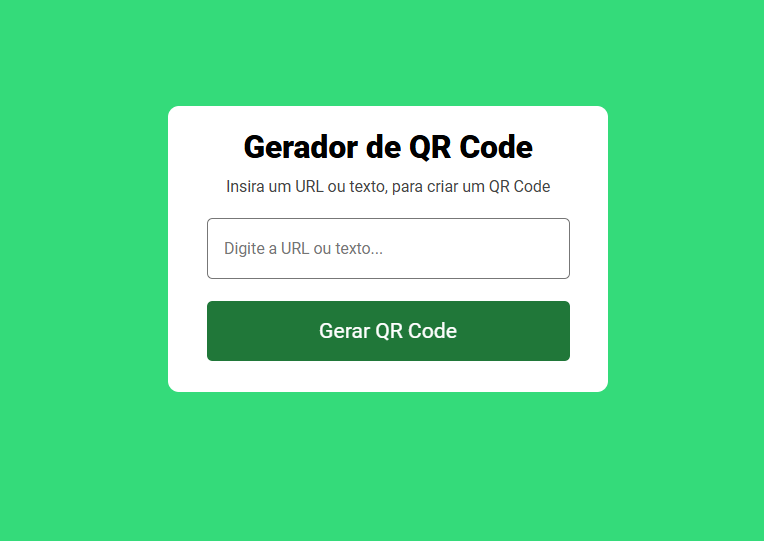 Gerador de QR Code
Insira um URL ou texto, para criar um QR Code
Digite a URL ou texto...
Gerar QR Code